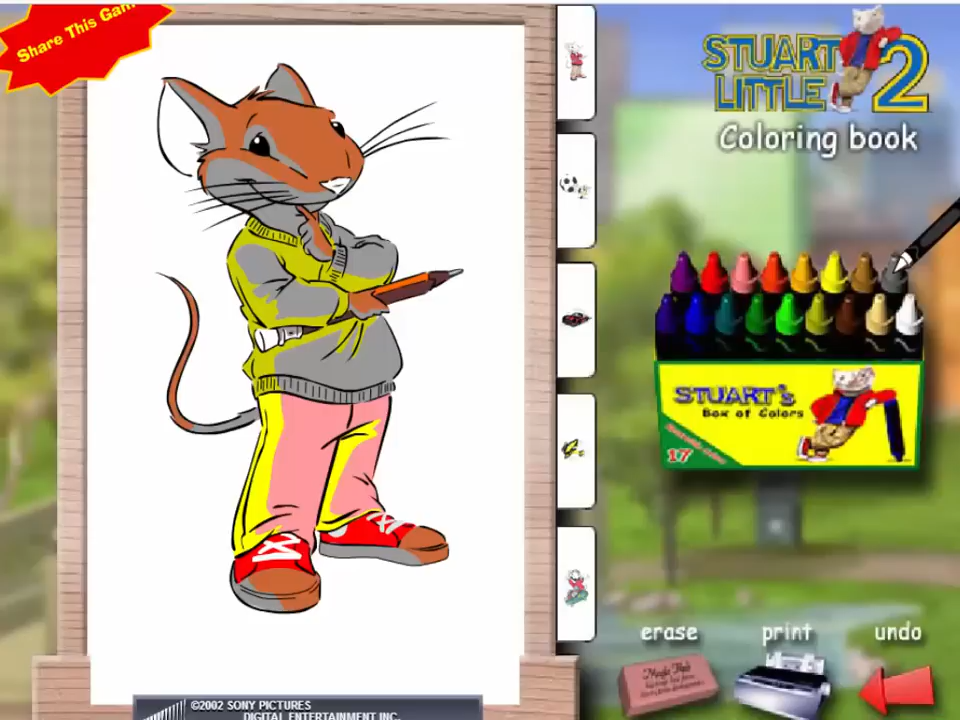 Share This Gam
STUART
LITTLE 2
Coloring book
STUART'S
Box of Colors
17
erase
print
undo
©2002 SONY PICTURES
DIGITAL ENTERTAINMENT INC.